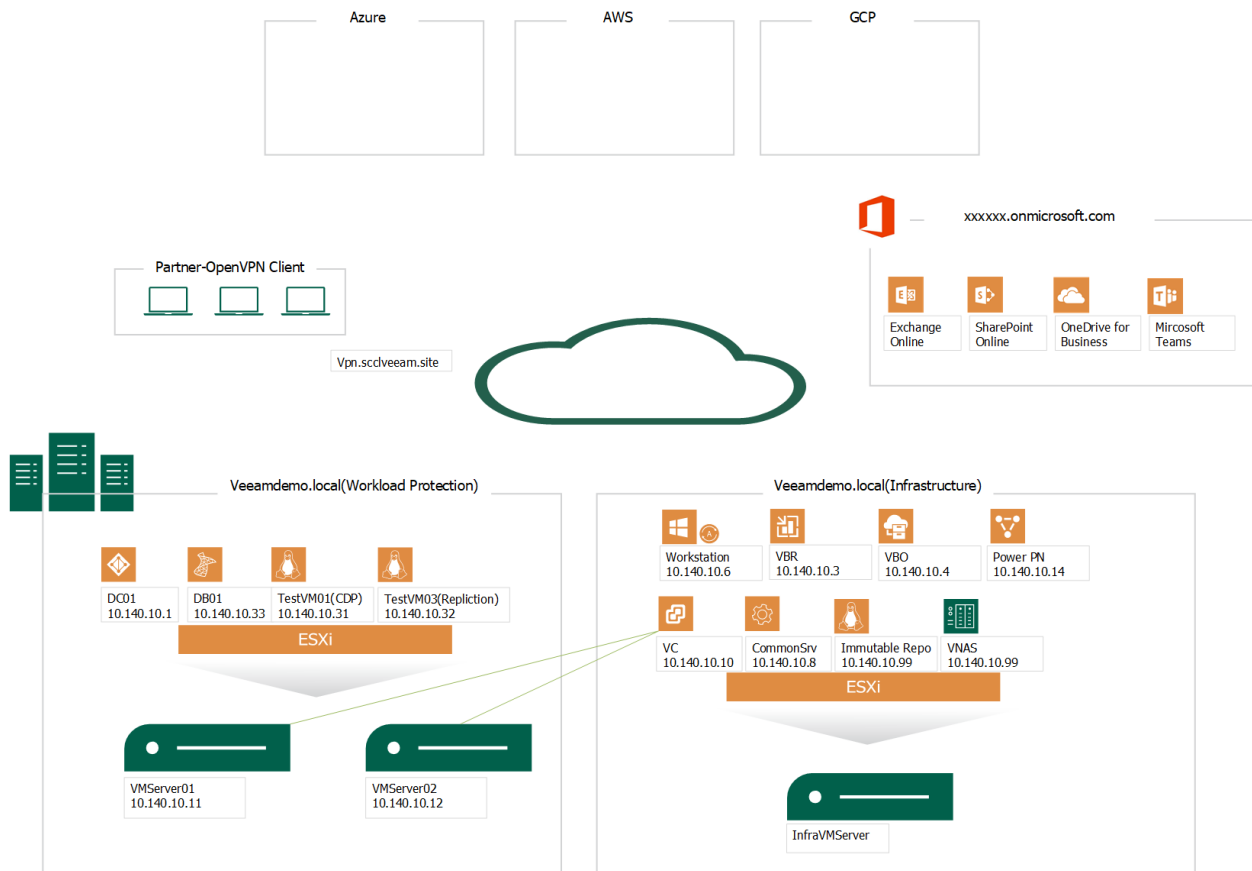 Azure
AWS
GCP
xxxxxx.onmicrosoft.com
Partner-OpenVPN Client
Exchange
Online
SharePoint
Online
OneDrive for
Business
Mircosoft
Teams
Vpn.scclveeam.site
Veeamdemo.local(Workload Protection)
DC01
10.140.10.1
DB01
10.140.10.33
TestVM01(CDP)
10.140.10.31
TestVM03(Repliction)
10.140.10.32
ESXi
VMServer01
10.140.10.11
VMServer02
10.140.10.12
Veeamdemo.local(Infrastructure)
Workstation
10.140.10.6
VBR
10.140.10.3
VBO
10.140.10.4
Power PN
10.140.10.14
VC
10.140.10.10
CommonSrv
10.140.10.8
Immutable Repo
10.140.10.99
VNAS
10.140.10.99
ESXi
InfraVMServer